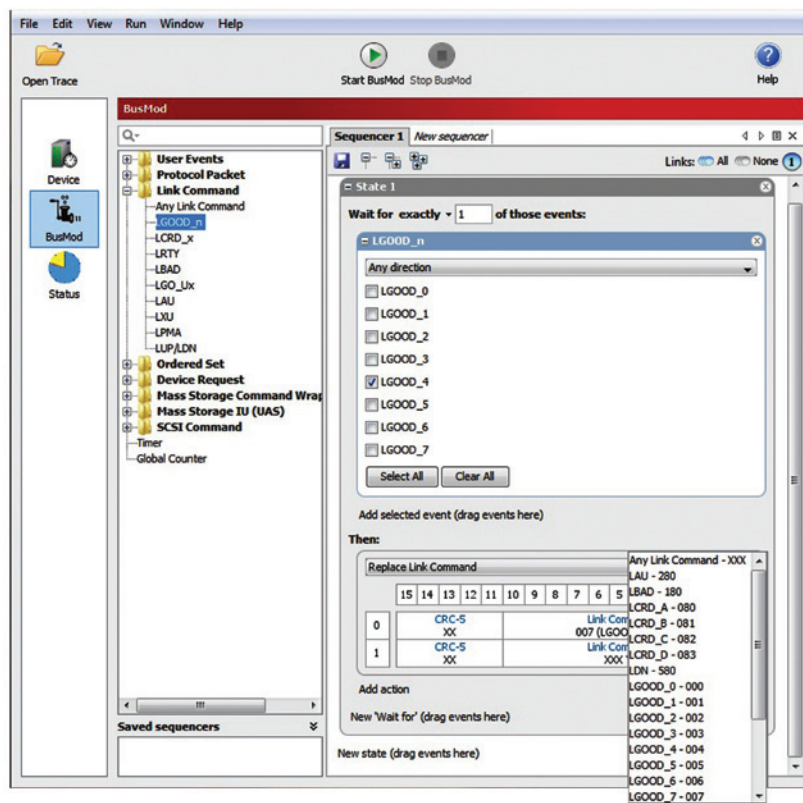 File Edit View Run Window Help
Open Trace
Start BusMod Stop BusMod
Help
BusMod
Device
BusMod
Status
User Events
Protocol Packet
Link Command
Any Link Command
LGOOD_n
LCRD_x
LRTY
LBAD
LGO_Ux
LAU
LXU
LPMA
LUP/LDN
Ordered Set
Device Request
Mass Storage Command Wrap
Mass Storage IU (UAS)
SCSI Command
Timer
Global Counter
Saved sequencers
Sequencer 1 New sequencer
Links: All None 1
State 1
Wait for exactly 1 of those events:
LGOOD_n
Any direction
LGOOD_0
LGOOD_1
LGOOD_2
LGOOD_3
LGOOD_4
LGOOD_5
LGOOD_6
LGOOD_7
Select All Clear All
Add selected event (drag events here)
Then:
Replace Link Command
15 14 13 12 11 10 9 8 7 6 5
0 CRC-5 Link Com
XX 007 (LGOO
1 CRC-5 Link Com
XX XXX
Add action
New 'Wait for' (drag events here)
New state (drag events here)
Any Link Command - XXX
LAU - 280
LBAD - 180
LCRD_A - 080
LCRD_B - 081
LCRD_C - 082
LCRD_D - 083
LDN - 580
LGOOD_0 - 000
LGOOD_1 - 001
LGOOD_2 - 002
LGOOD_3 - 003
LGOOD_4 - 004
LGOOD_5 - 005
LGOOD_6 - 006
LGOOD_7 - 007